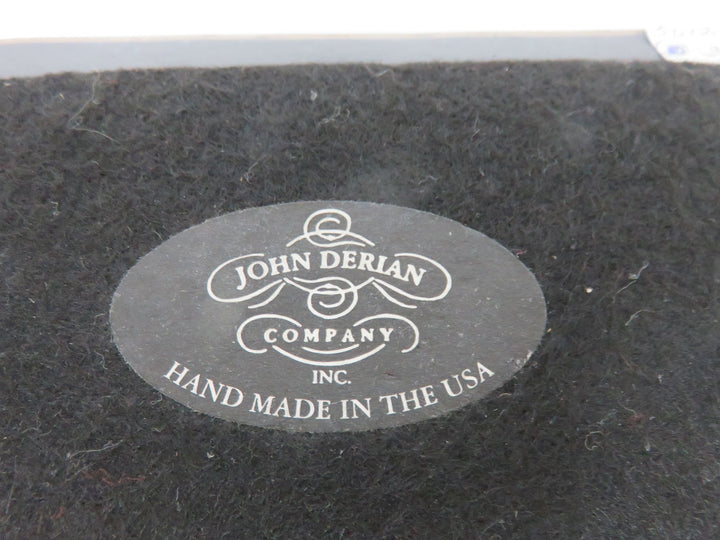 JOHN DERIAN
COMPANY
INC.
HAND MADE IN THE USA